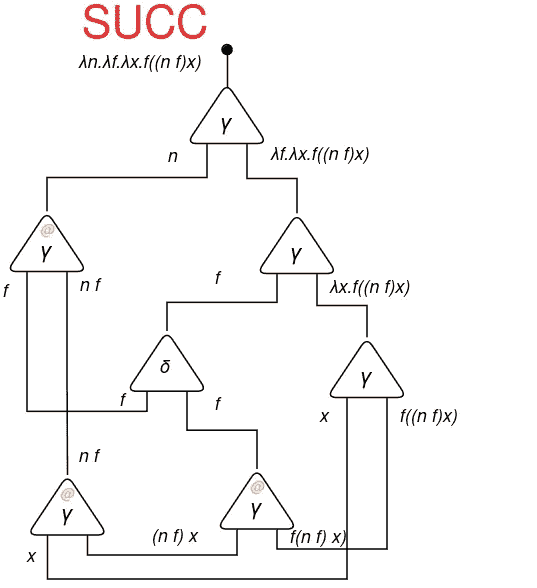 SUCC
λn.λf.λx.f((n f)x)
γ
n
λf.λx.f((n f)x)
@
γ
γ
f
n f
f
λx.f((n f)x)
δ
γ
f
f
x
f((n f)x)
n f
@
γ
@
γ
(n f) x
f(n f) x)
x